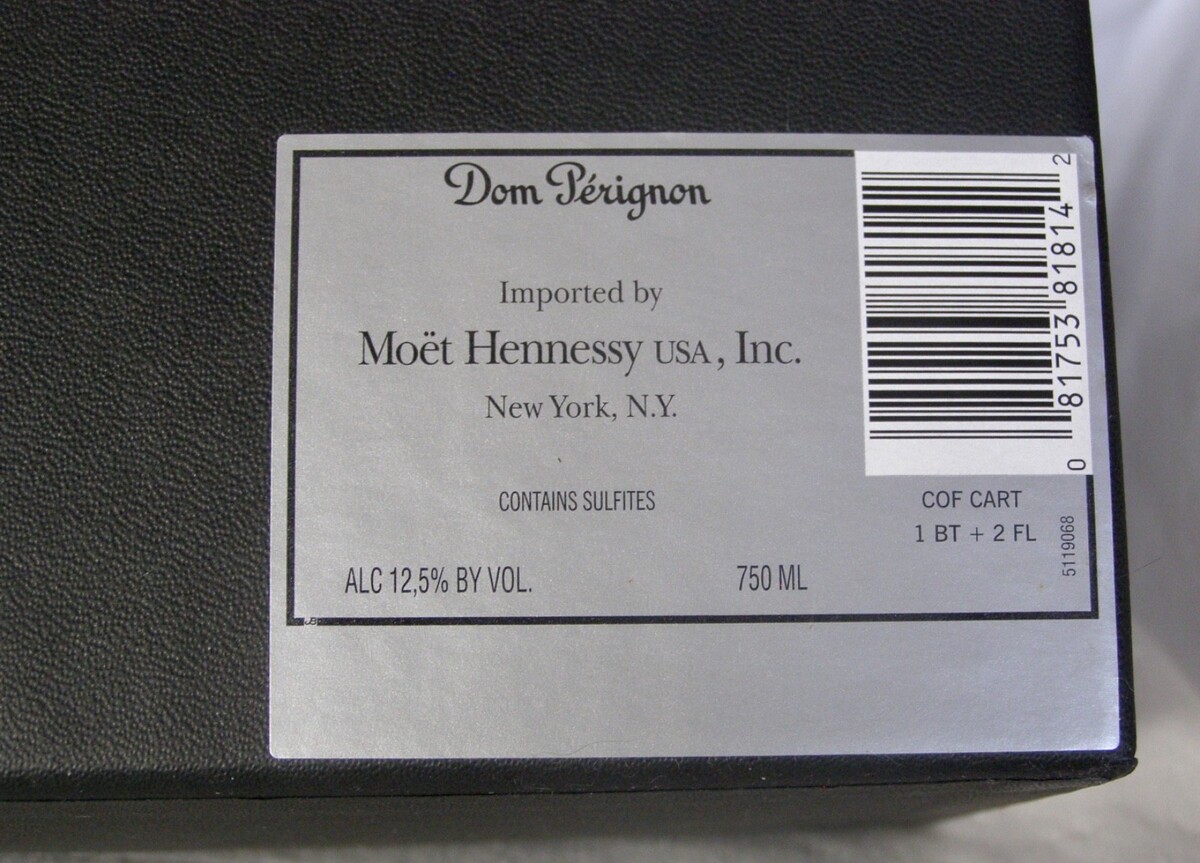 Dom Pérignon
Imported by
Moët Hennessy USA, Inc.
New York, N.Y.
CONTAINS SULFITES
ALC 12,5% BY VOL.
750 ML
0 81753 81814 2
COF CART
1 BT + 2 FL
5119068